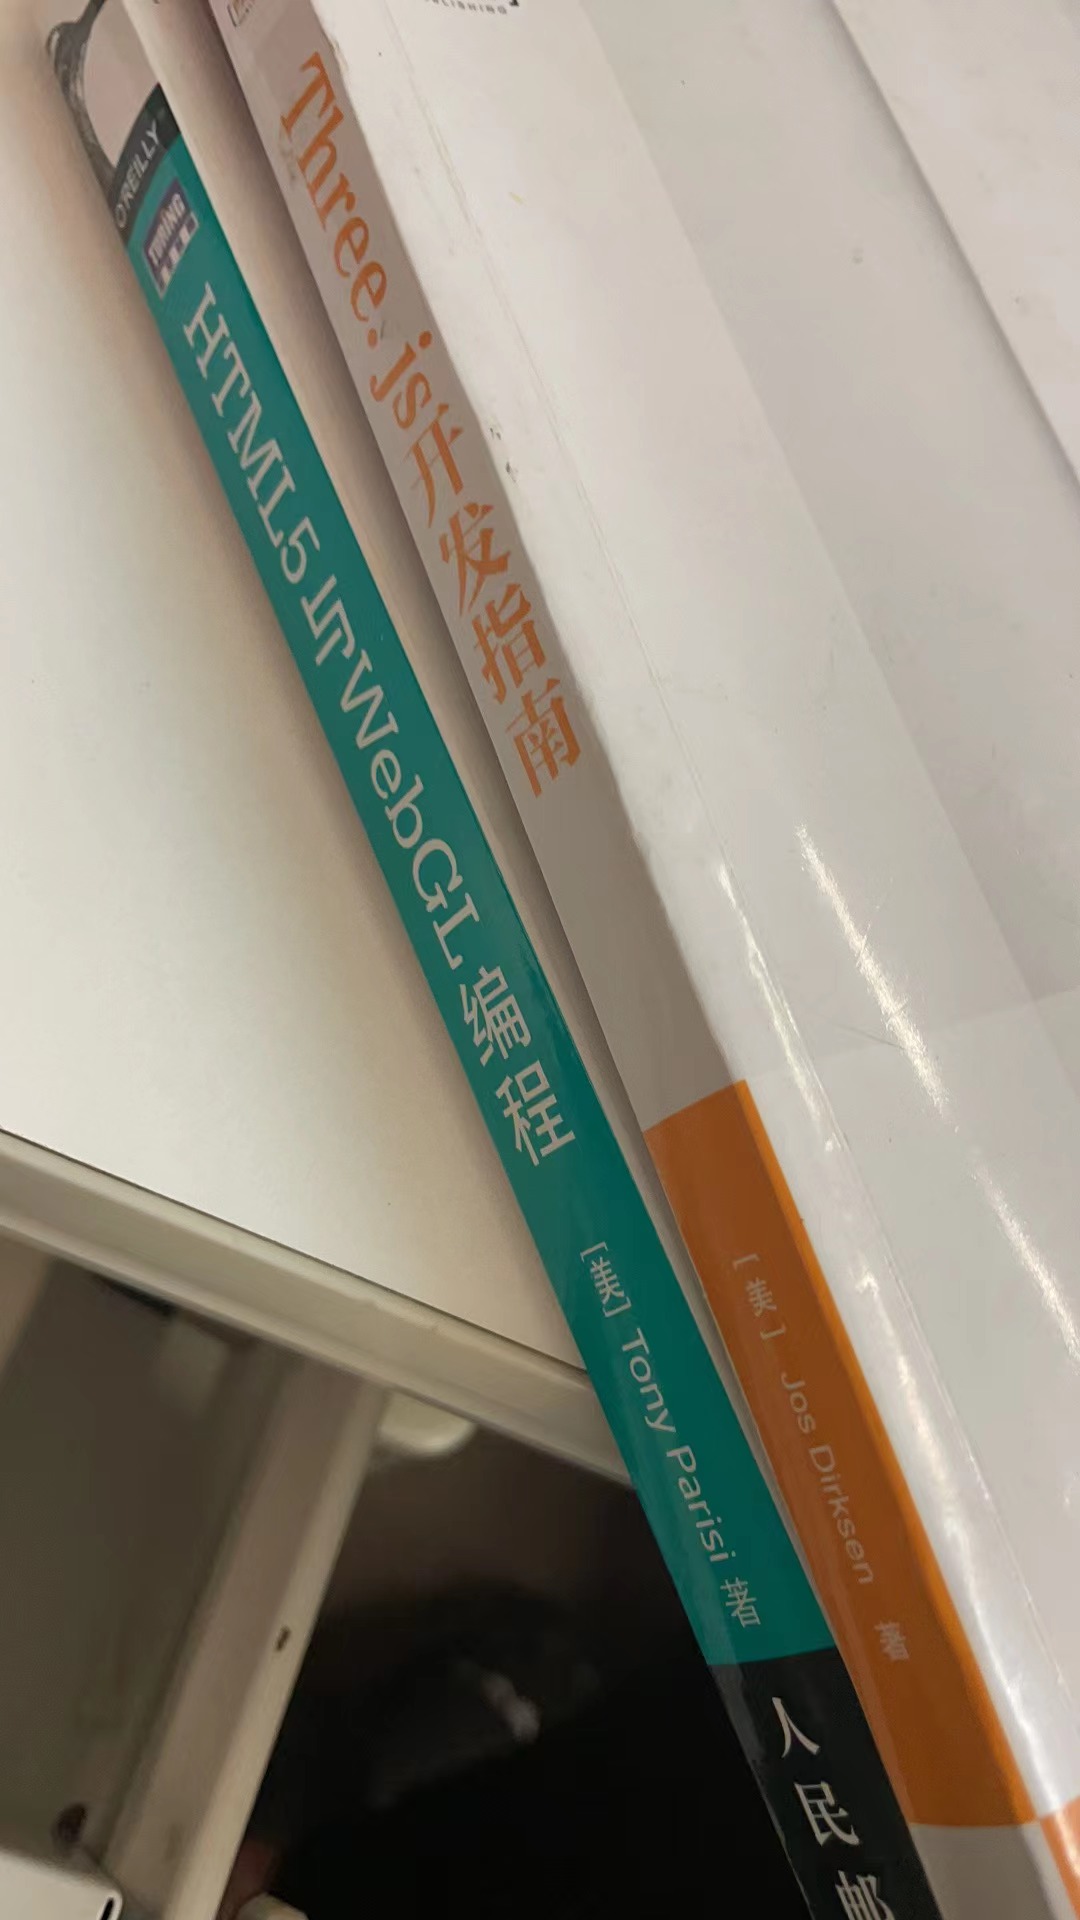 O'REILLY
TURING
HTML5与WebGL编程
[美] Tony Parisi 著
人民邮
Three.js开发指南
[美] Jos Dirksen 著